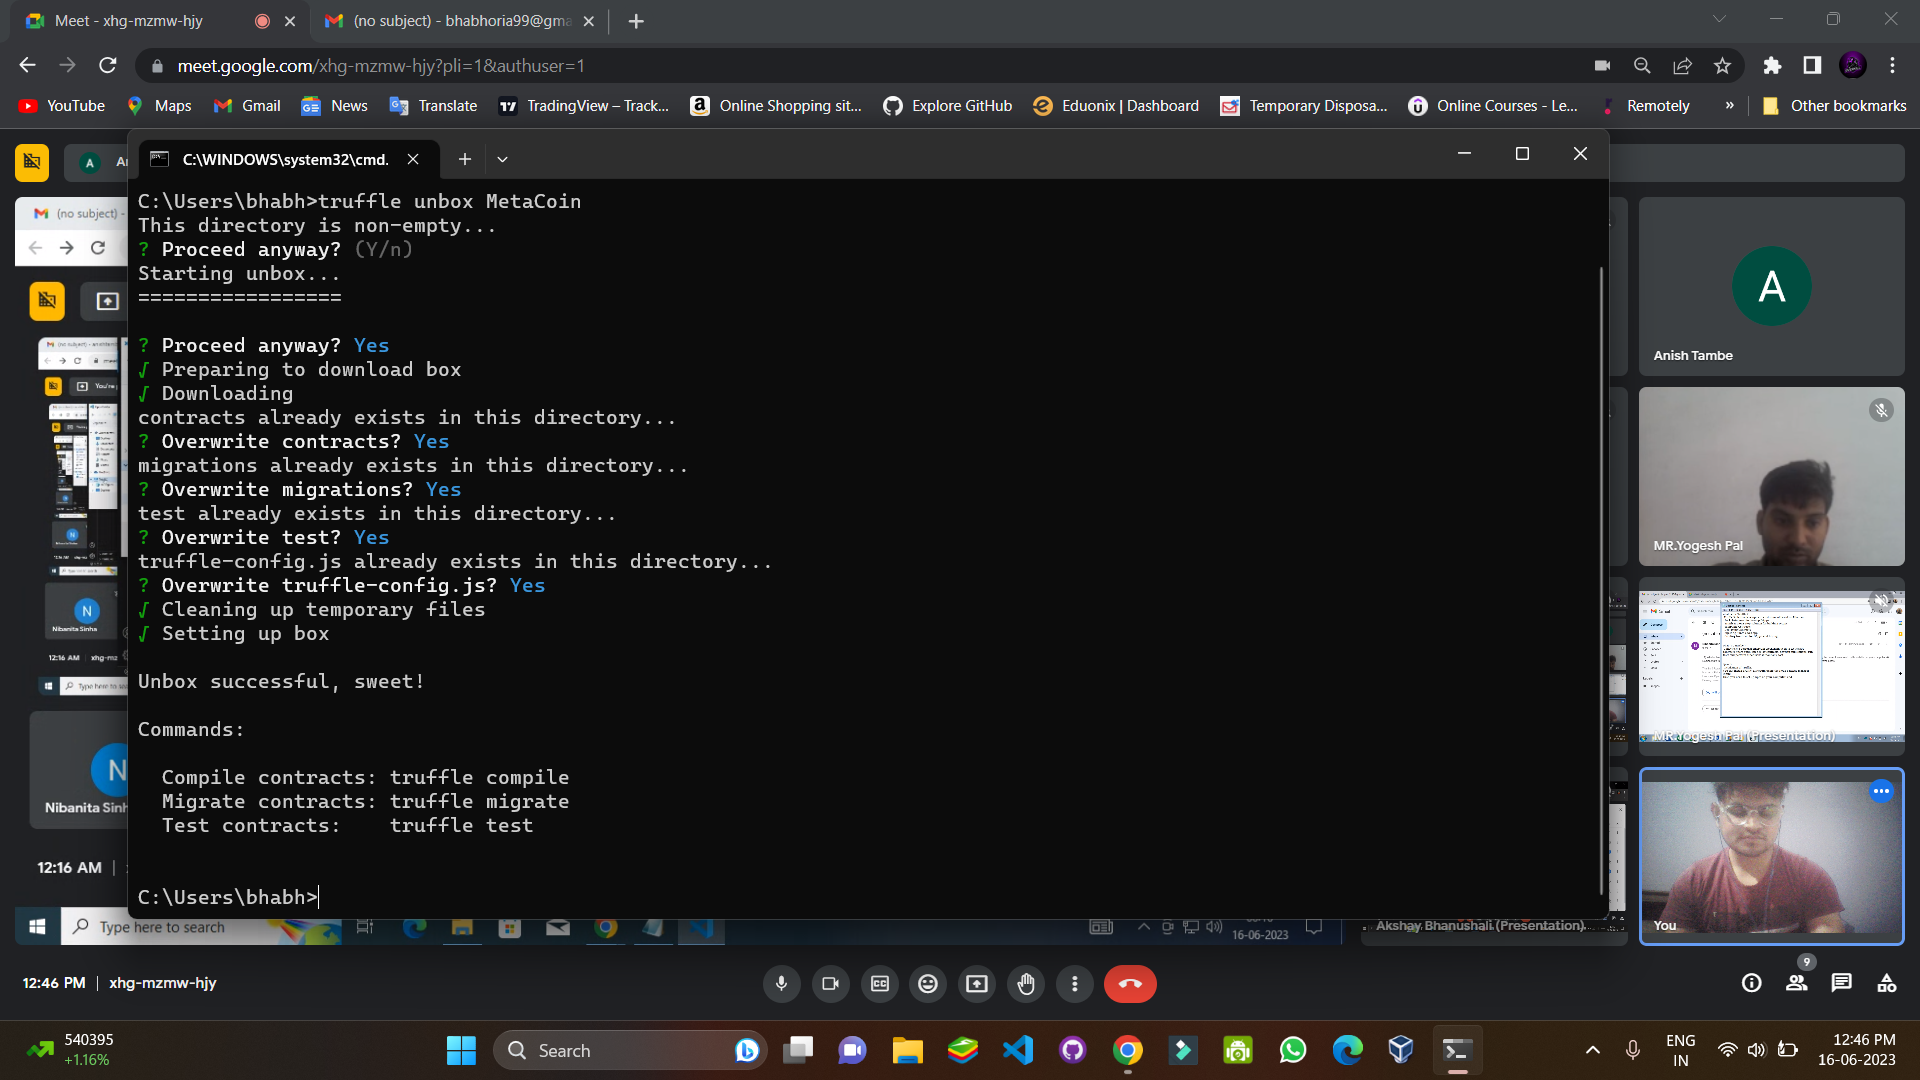 Meet - xhg-mzmw-hjy
(no subject) - bhabhoria99@gma
meet.google.com/xhg-mzmw-hjy?pli=1&authuser=1
YouTube
Maps
Gmail
News
Translate
TradingView – Track...
Online Shopping sit...
Explore GitHub
Eduonix | Dashboard
Temporary Disposa...
Online Courses - Le...
Remotely
»
Other bookmarks
C:\WINDOWS\system32\cmd.
C:\Users\bhabh>truffle unbox MetaCoin
This directory is non-empty...
? Proceed anyway? (Y/n)
Starting unbox...
=================
? Proceed anyway? Yes
√ Preparing to download box
√ Downloading
contracts already exists in this directory...
? Overwrite contracts? Yes
migrations already exists in this directory...
? Overwrite migrations? Yes
test already exists in this directory...
? Overwrite test? Yes
truffle-config.js already exists in this directory...
? Overwrite truffle-config.js? Yes
√ Cleaning up temporary files
√ Setting up box
Unbox successful, sweet!
Commands:
Compile contracts: truffle compile
Migrate contracts: truffle migrate
Test contracts:    truffle test
C:\Users\bhabh>
A
(no subject) -
N
Nibanita Sinha
12:16 AM
N
Nibanita Sinh
12:16 AM |
Type here to search
16-06-2023
Akshay Bhanushali (Presentation)
A
Anish Tambe
MR.Yogesh Pal
MR.Yogesh Pal (Presentation)
You
12:46 PM | xhg-mzmw-hjy
9
540395
+1.16%
Search
ENG
IN
12:46 PM
16-06-2023